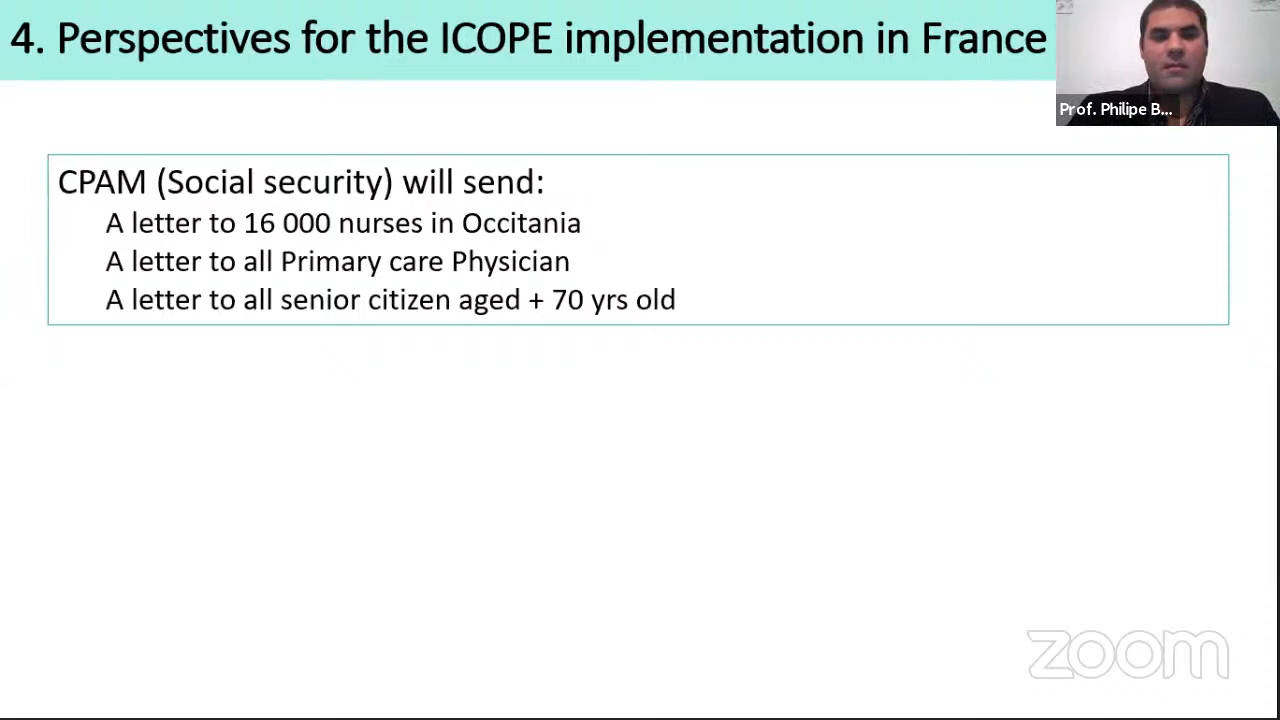 4. Perspectives for the ICOPE implementation in France
Prof. Philipe B...
CPAM (Social security) will send:
A letter to 16 000 nurses in Occitania
A letter to all Primary care Physician
A letter to all senior citizen aged + 70 yrs old
zoom